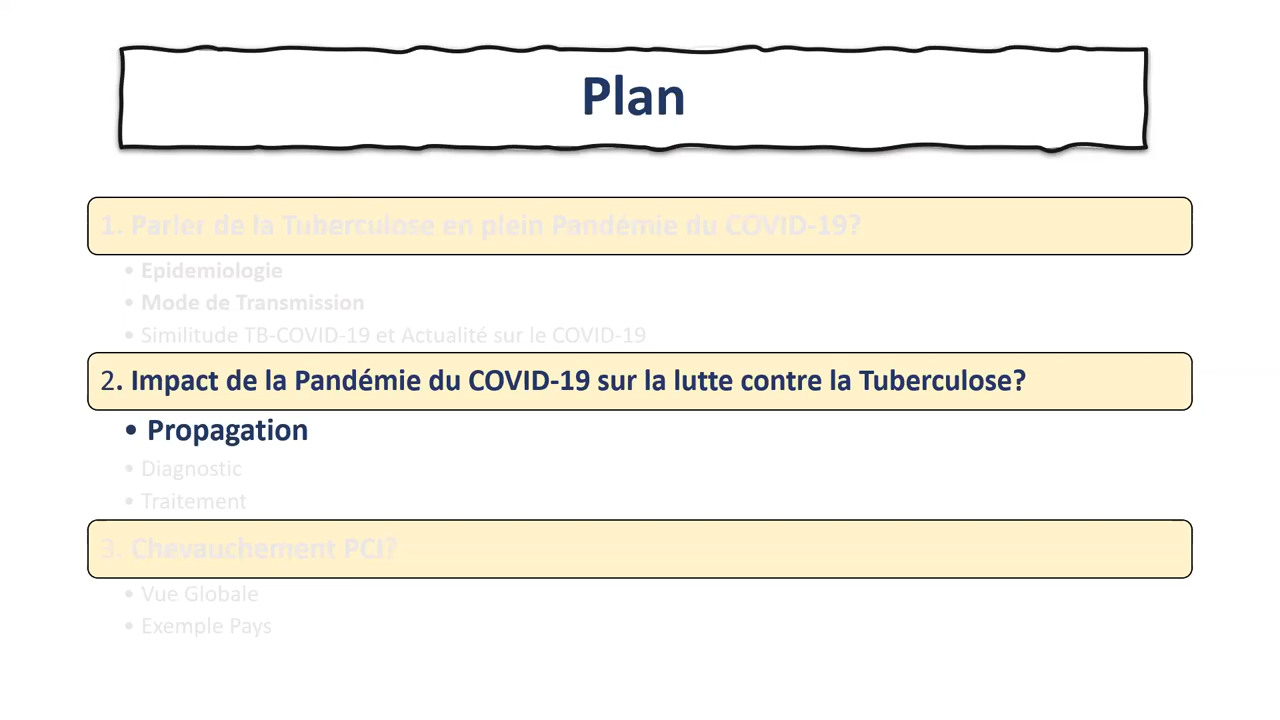 Plan
1. Parler de la Tuberculose en plein Pandémie du COVID-19?
• Epidemiologie
• Mode de Transmission
• Similitude TB-COVID-19 et Actualité sur le COVID-19
2. Impact de la Pandémie du COVID-19 sur la lutte contre la Tuberculose?
• Propagation
• Diagnostic
• Traitement
3. Chevauchement PCI?
• Vue Globale
• Exemple Pays